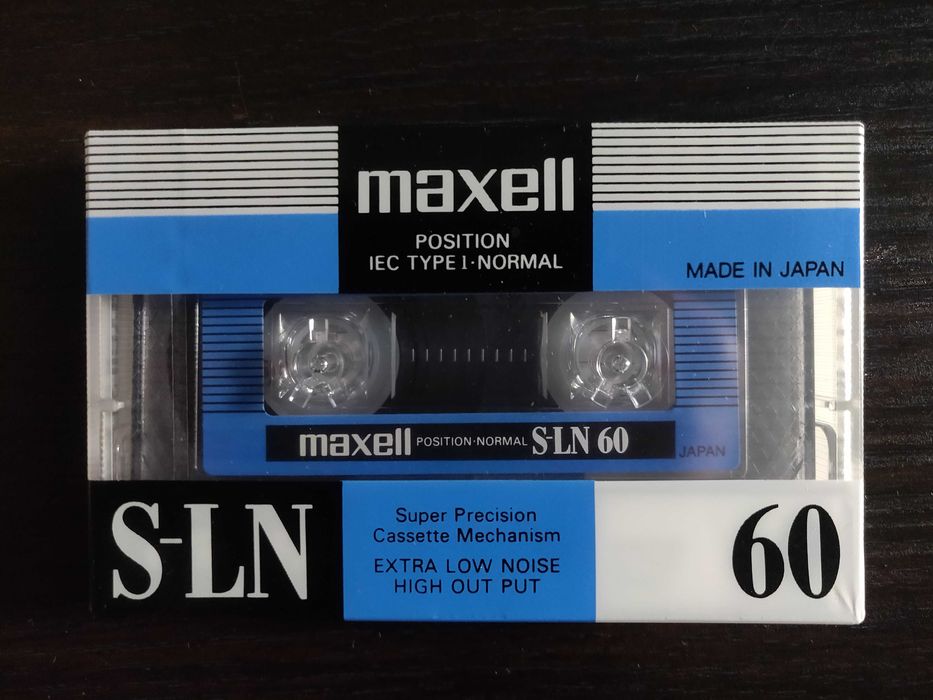 maxell
POSITION
IEC TYPE I·NORMAL
MADE IN JAPAN
maxell POSITION·NORMAL S-LN 60
JAPAN
S-LN
Super Precision
Cassette Mechanism
EXTRA LOW NOISE
HIGH OUT PUT
60